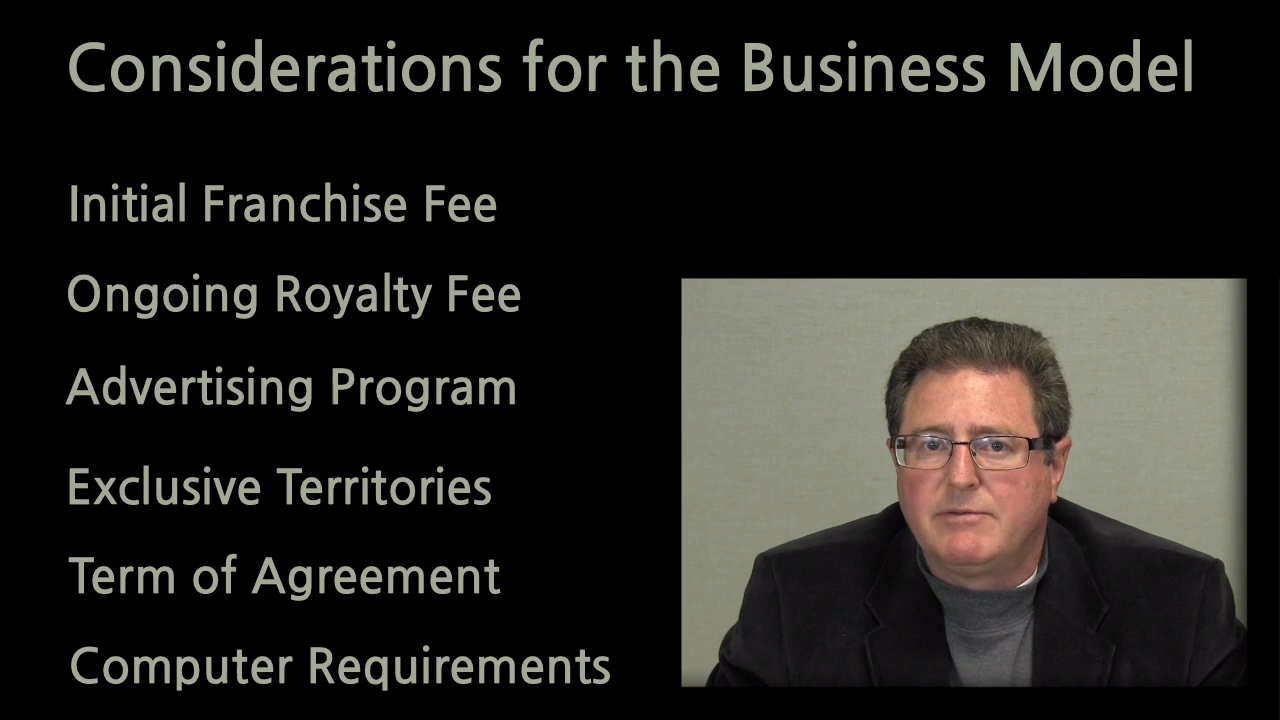 Considerations for the Business Model
Initial Franchise Fee
Ongoing Royalty Fee
Advertising Program
Exclusive Territories
Term of Agreement
Computer Requirements